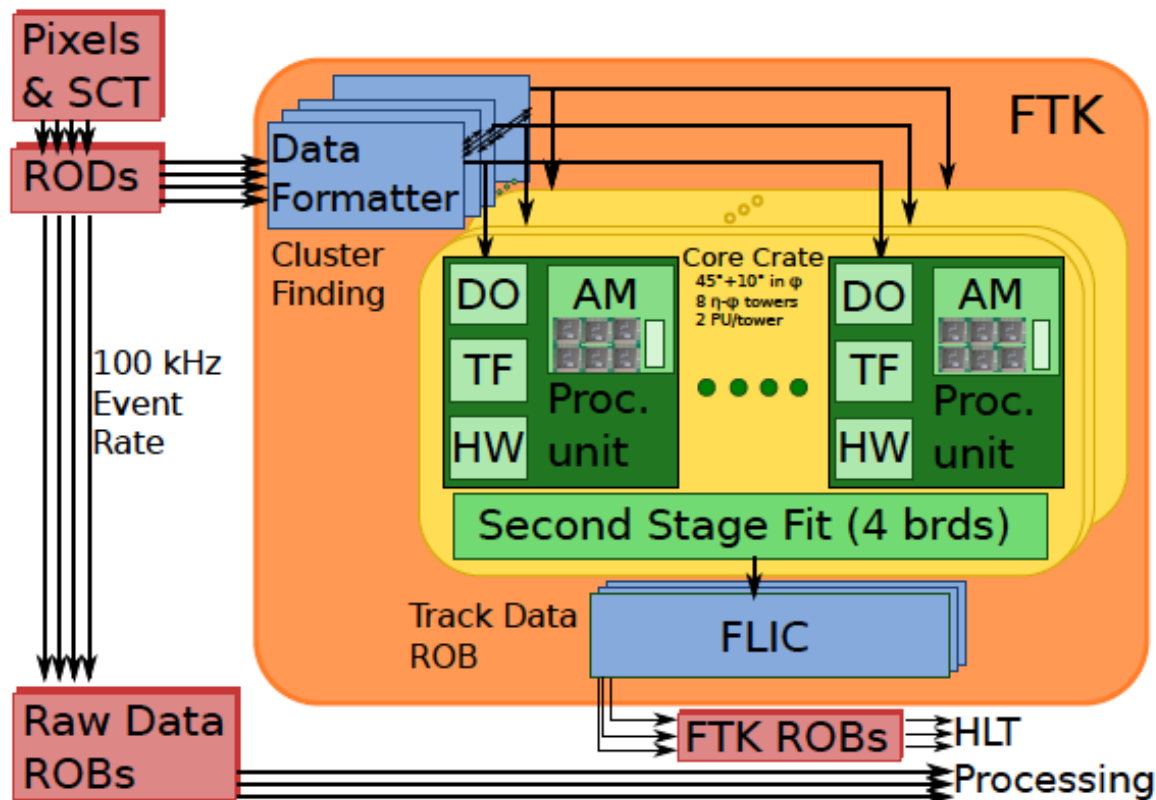 Pixels
& SCT
RODs
FTK
Data
Formatter
Cluster
Finding
100 kHz
Event
Rate
Core Crate
45°+10° in φ
8 η-φ towers
2 PU/tower
DO
TF
HW
AM
Proc.
unit
DO
TF
HW
AM
Proc.
unit
Second Stage Fit (4 brds)
Track Data
ROB
FLIC
Raw Data
ROBs
FTK ROBs
HLT
Processing